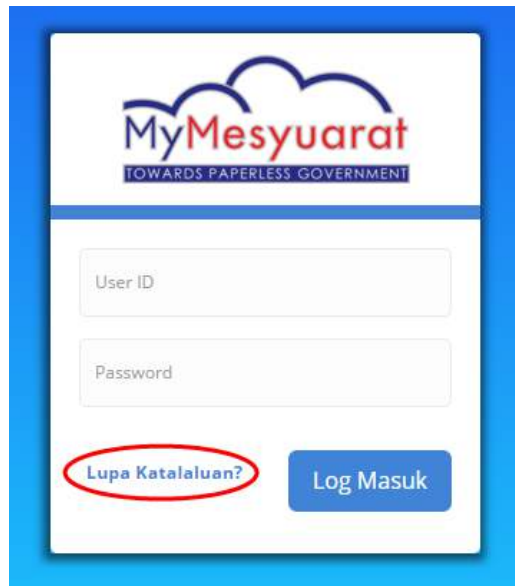 MyMesyuarat
TOWARDS PAPERLESS GOVERNMENT
User ID
Password
Lupa Katalaluan?
Log Masuk